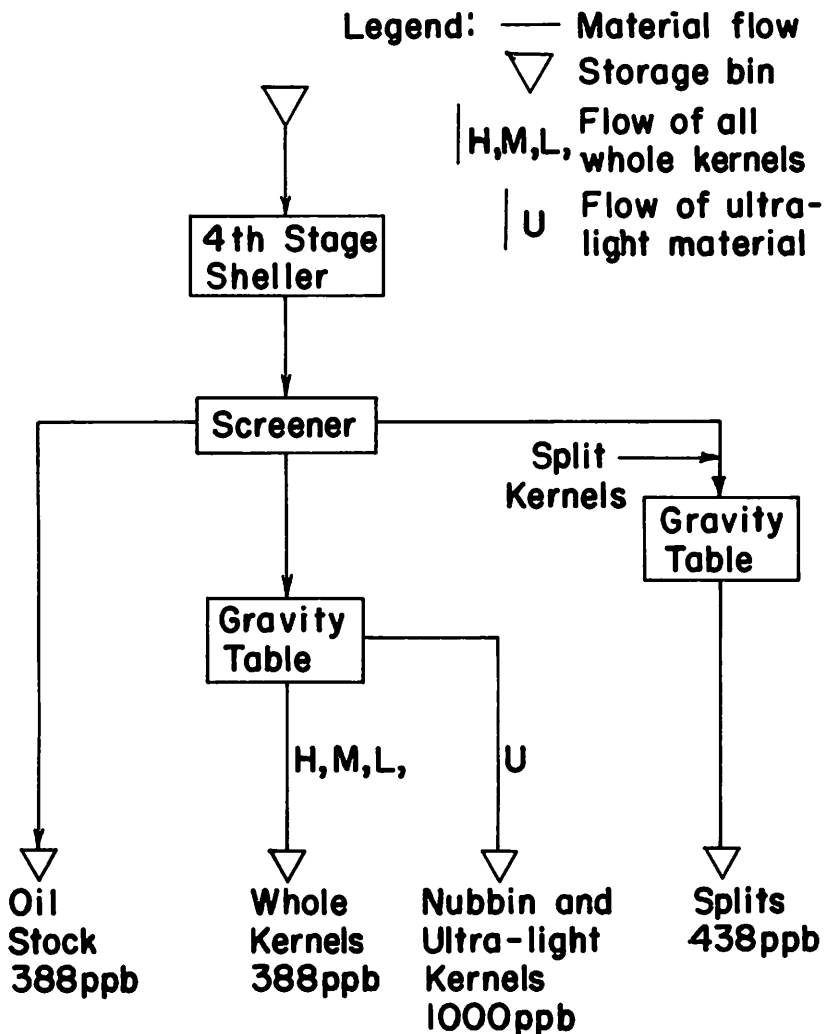 Legend: — Material flow
Storage bin
H,M,L, Flow of all
whole kernels
U Flow of ultra-
light material
4th Stage
Sheller
Screener
Split
Kernels
Gravity
Table
Gravity
Table
H,M,L,
U
Oil
Stock
388ppb
Whole
Kernels
388ppb
Nubbin and
Ultra-light
Kernels
1000ppb
Splits
438ppb